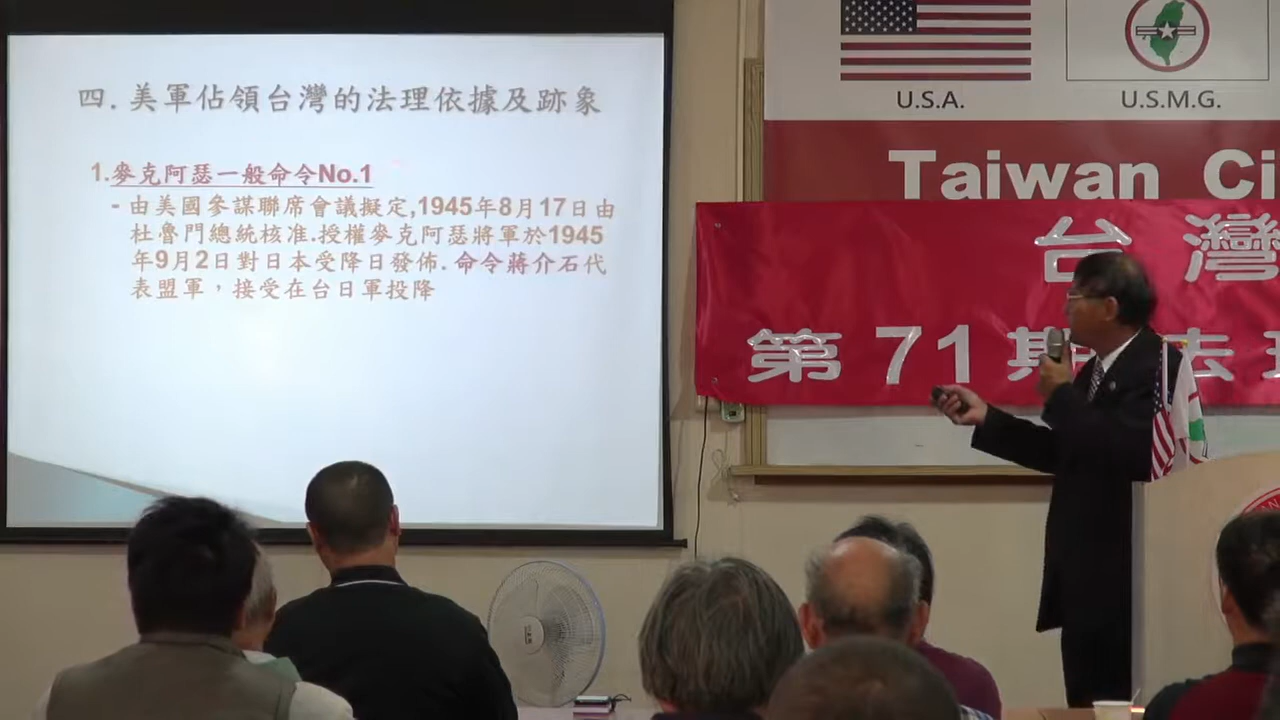 四. 美軍佔領台灣的法理依據及跡象
1.麥克阿瑟一般命令No.1
- 由美國參謀聯席會議擬定,1945年8月17日由
杜魯門總統核准.授權麥克阿瑟將軍於1945
年9月2日對日本受降日發佈. 命令蔣介石代
表盟軍，接受在台日軍投降
U.S.A.
U.S.M.G.
Taiwan Ci
台灣
第71期法